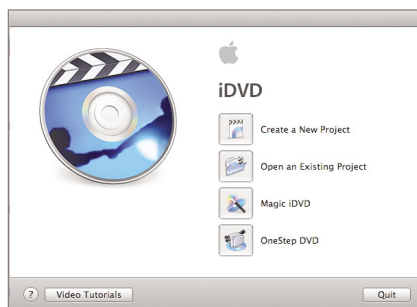 iDVD
Create a New Project
Open an Existing Project
Magic iDVD
OneStep DVD
? Video Tutorials Quit